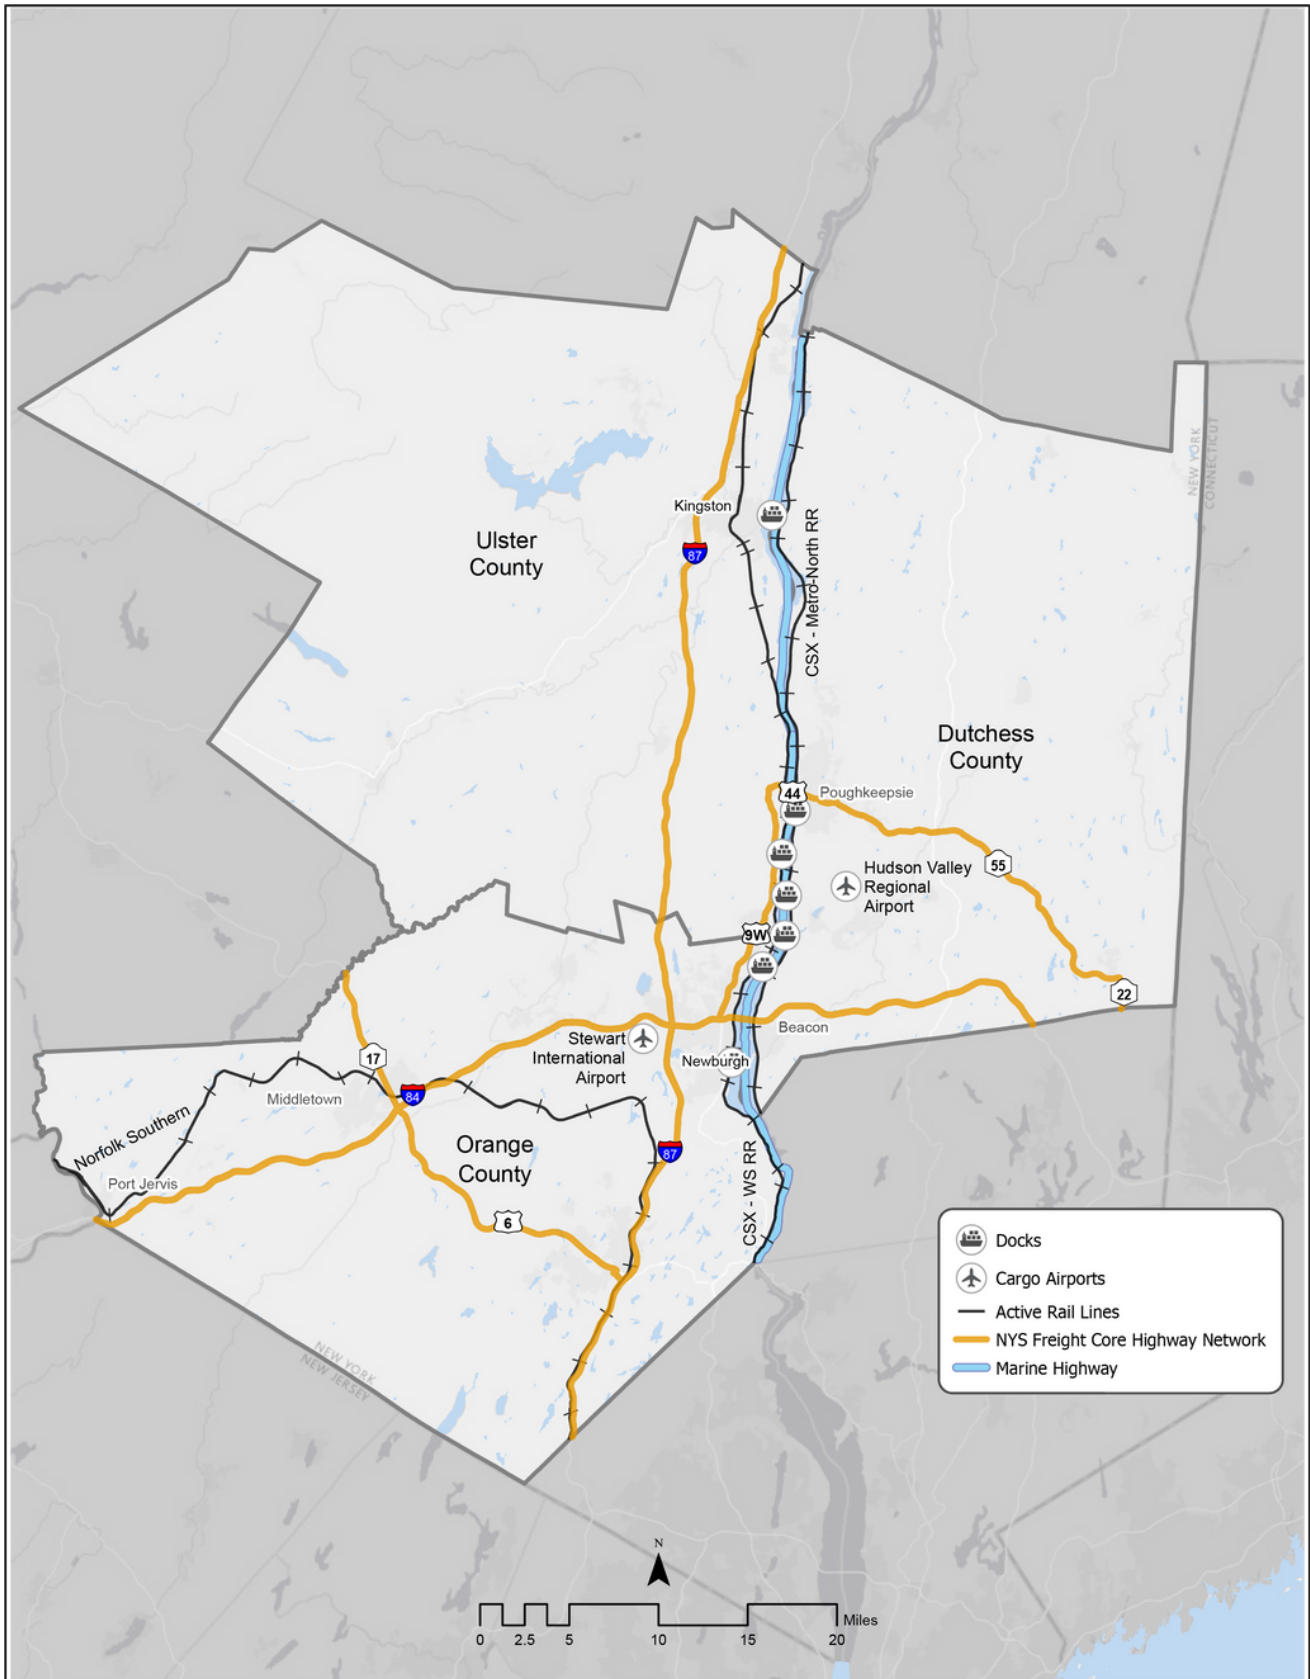 NEW YORK
CONNECTICUT
Kingston
87
Ulster
County
CSX - Metro-North RR
Dutchess
County
44
Poughkeepsie
55
Hudson Valley
Regional
Airport
9W
22
Beacon
Stewart
International
Airport
Newburgh
17
84
Middletown
Norfolk Southern
Orange
County
87
Port Jervis
CSX - WS RR
6
NEW YORK
NEW JERSEY
Docks
Cargo Airports
Active Rail Lines
NYS Freight Core Highway Network
Marine Highway
N
Miles
0 2.5 5 10 15 20